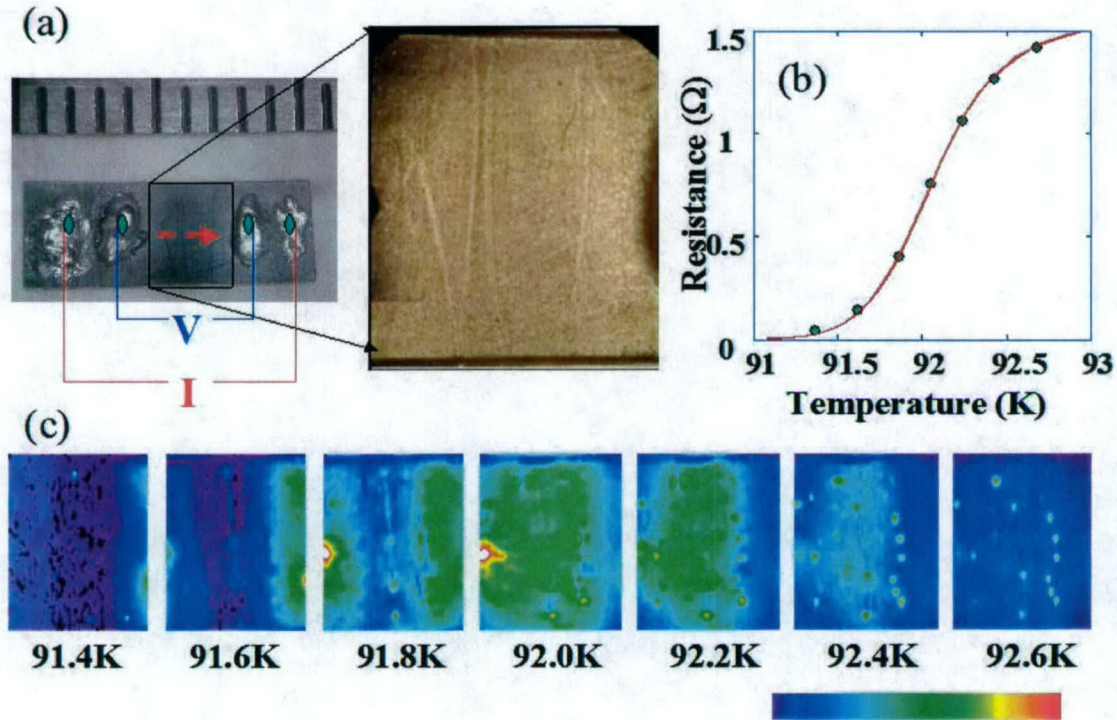 (a)
V
I
(b)
1.5
1
0.5
0
Resistance (Ω)
91 91.5 92 92.5 93
Temperature (K)
(c)
91.4K 91.6K 91.8K 92.0K 92.2K 92.4K 92.6K